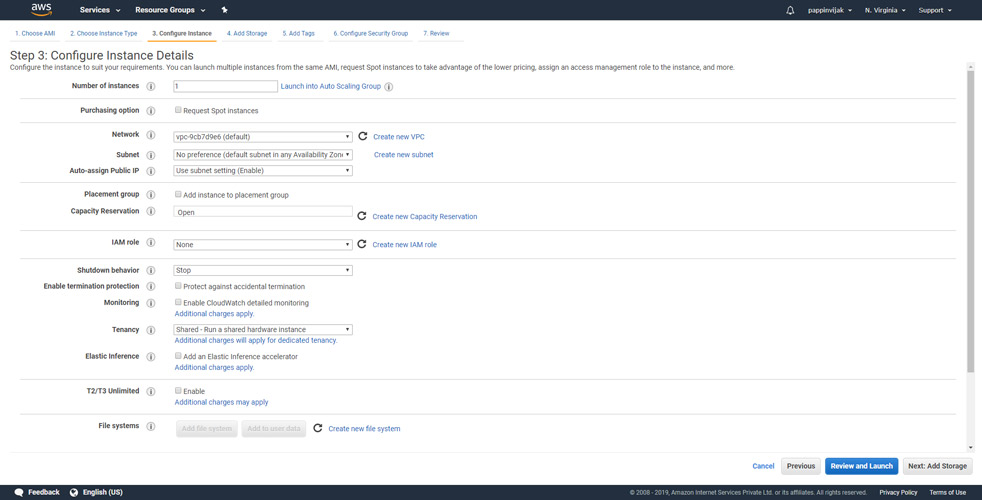 aws Services Resource Groups pappinvijak N. Virginia Support
1. Choose AMI 2. Choose Instance Type 3. Configure Instance 4. Add Storage 5. Add Tags 6. Configure Security Group 7. Review
Step 3: Configure Instance Details
Configure the instance to suit your requirements. You can launch multiple instances from the same AMI, request Spot instances to take advantage of the lower pricing, assign an access management role to the instance, and more.
Number of instances 1 Launch into Auto Scaling Group
Purchasing option Request Spot instances
Network vpc-9cb7d9e6 (default) Create new VPC
Subnet No preference (default subnet in any Availability Zone Create new subnet
Auto-assign Public IP Use subnet setting (Enable)
Placement group Add instance to placement group
Capacity Reservation Open Create new Capacity Reservation
IAM role None Create new IAM role
Shutdown behavior Stop
Enable termination protection Protect against accidental termination
Monitoring Enable CloudWatch detailed monitoring
Additional charges apply.
Tenancy Shared - Run a shared hardware instance
Additional charges will apply for dedicated tenancy.
Elastic Inference Add an Elastic Inference accelerator
Additional charges apply.
T2/T3 Unlimited Enable
Additional charges may apply
File systems Add file system Add to user data Create new file system
Cancel Previous Review and Launch Next: Add Storage
Feedback English (US) © 2008 - 2019, Amazon Internet Services Private Ltd. or its affiliates. All rights reserved. Privacy Policy Terms of Use